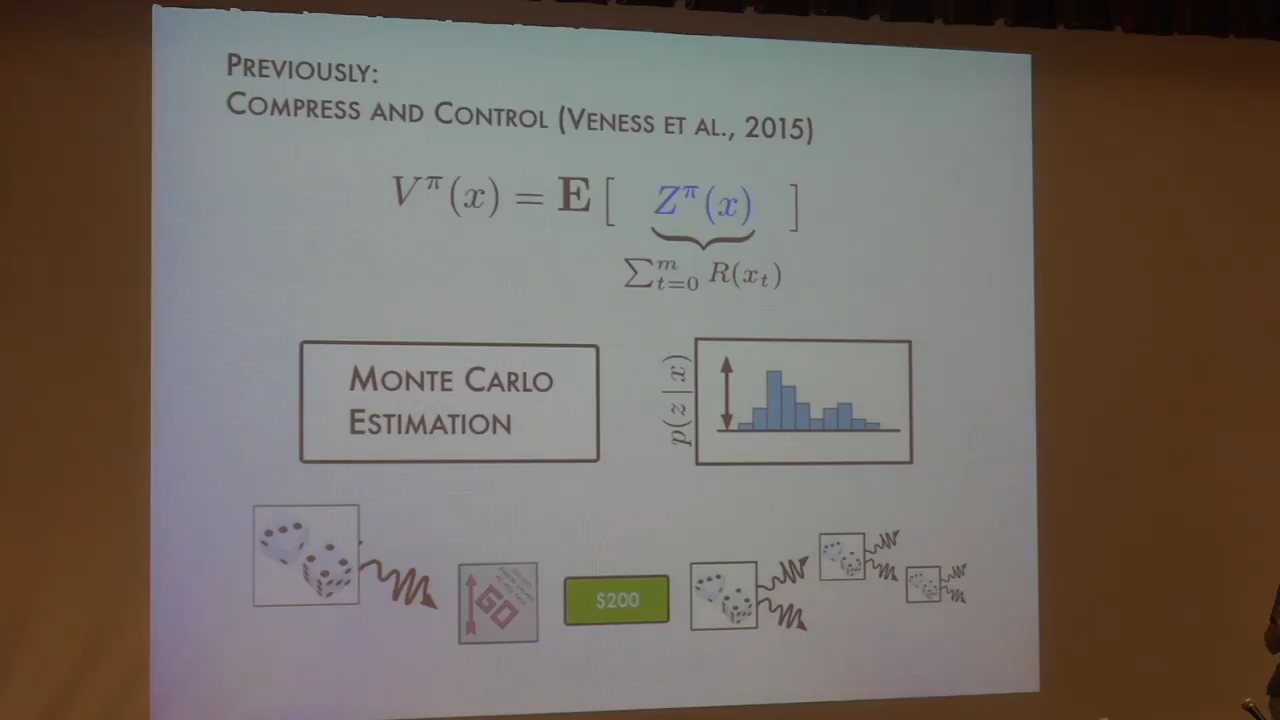 PREVIOUSLY:
COMPRESS AND CONTROL (VENESS ET AL., 2015)
V^π(x) = E[ Z^π(x) ]
∑_{t=0}^{m} R(x_t)
MONTE CARLO
ESTIMATION
p(z | x)
GO
$200